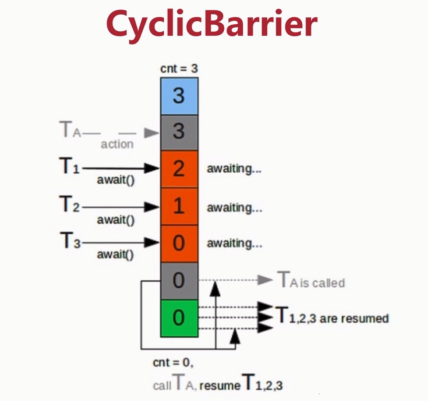 CyclicBarrier
cnt = 3
3
TA action 3
T1 await() 2 awaiting...
T2 await() 1 awaiting...
T3 await() 0 awaiting...
0 TA is called
0 T1,2,3 are resumed
cnt = 0,
call TA, resume T1,2,3